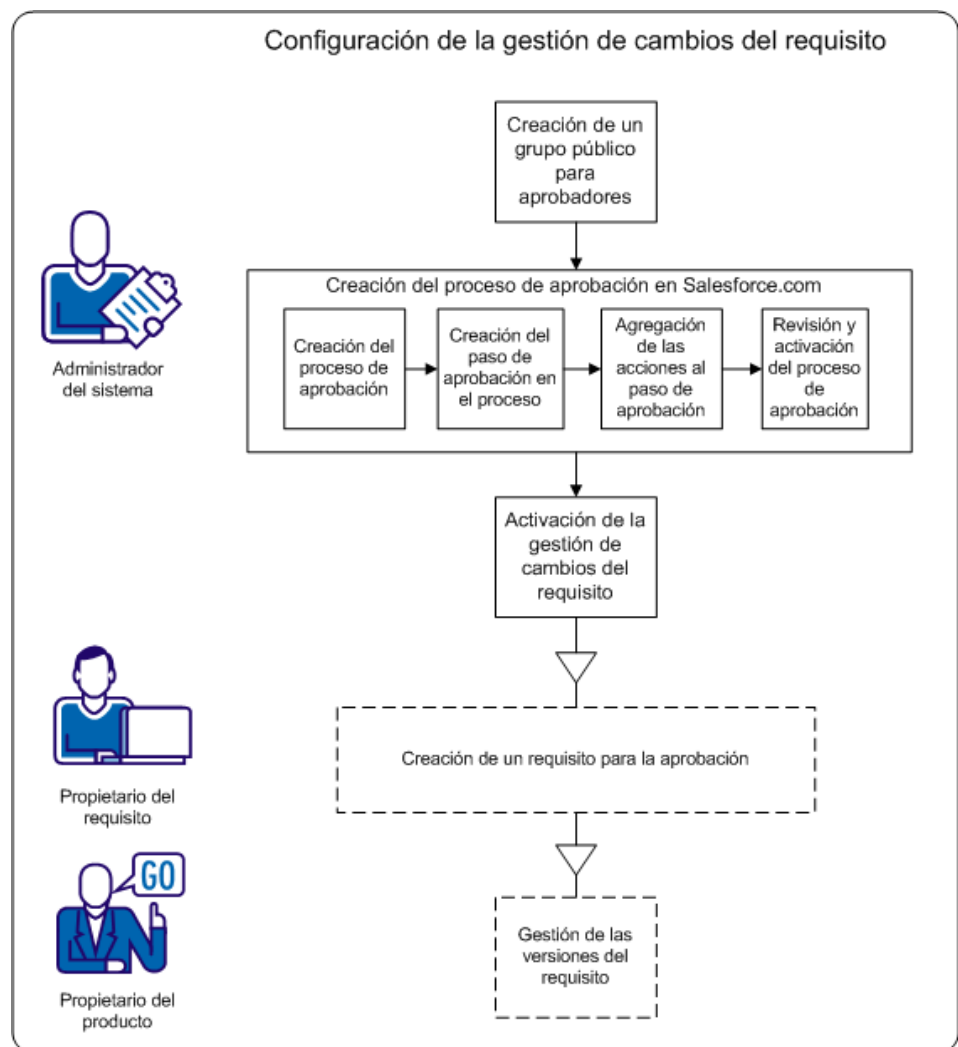 Configuración de la gestión de cambios del requisito
Creación de un
grupo público
para
aprobadores
Administrador
del sistema
Creación del proceso de aprobación en Salesforce.com
Creación del
proceso de
aprobación
Creación del
paso de
aprobación en
el proceso
Agregación
de las
acciones al
paso de
aprobación
Revisión y
activación
del proceso
de
aprobación
Activación de la
gestión de
cambios del
requisito
Propietario del
requisito
Creación de un requisito para la aprobación
GO
Propietario del
producto
Gestión de las
versiones del
requisito